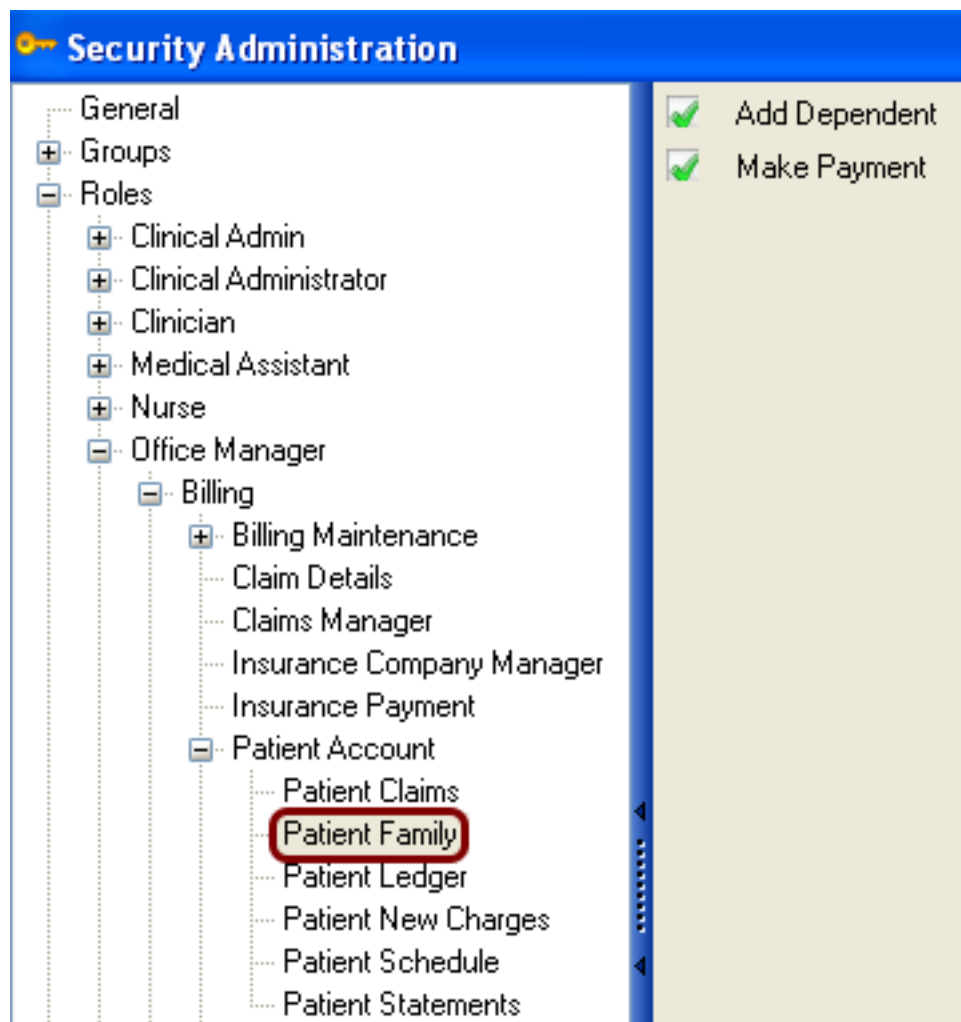 Security Administration
General
Groups
Roles
Clinical Admin
Clinical Administrator
Clinician
Medical Assistant
Nurse
Office Manager
Billing
Billing Maintenance
Claim Details
Claims Manager
Insurance Company Manager
Insurance Payment
Patient Account
Patient Claims
Patient Family
Patient Ledger
Patient New Charges
Patient Schedule
Patient Statements
Add Dependent
Make Payment